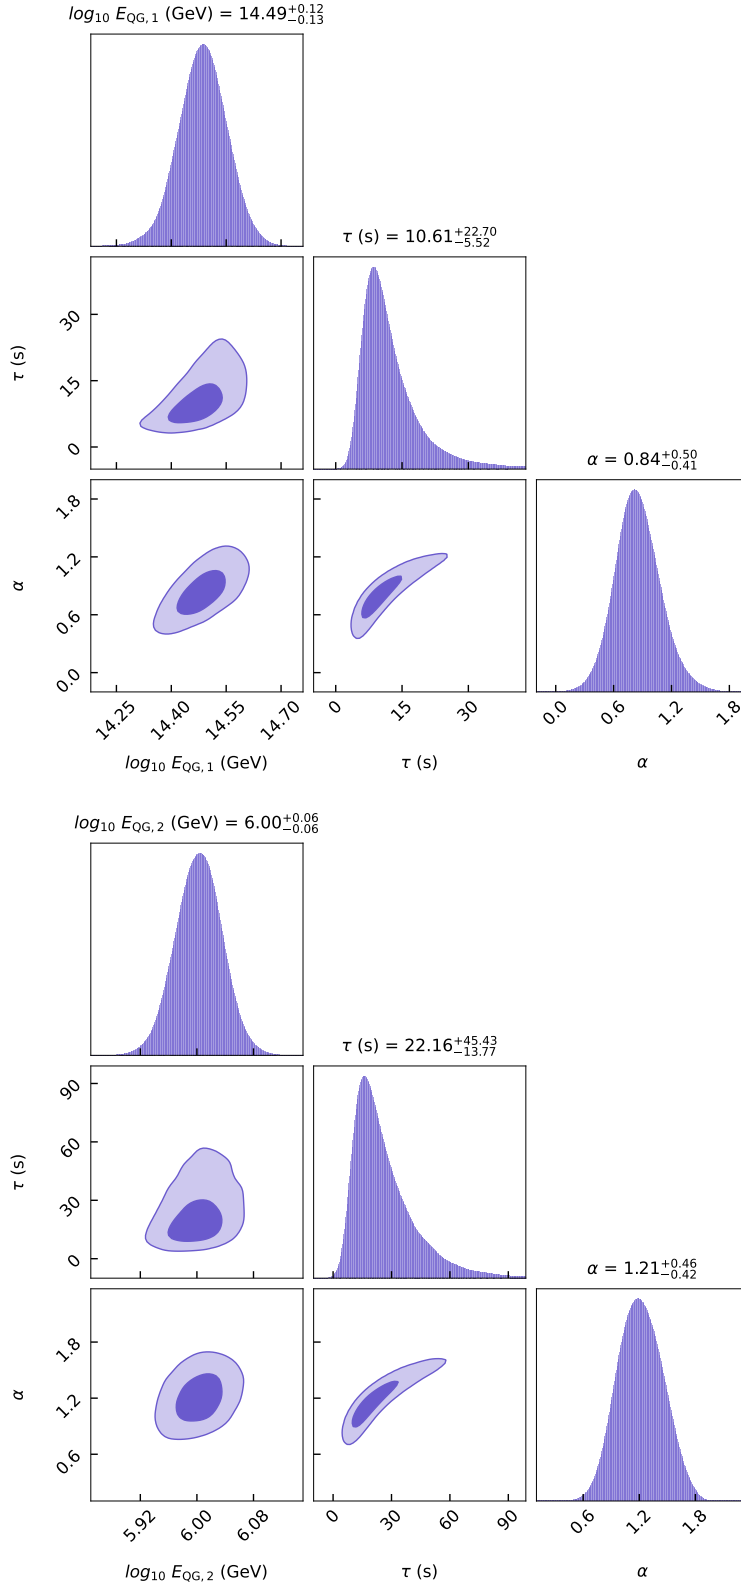 log₁₀ E_QG, 1 (GeV) = 14.49 +0.12 −0.13
τ (s) = 10.61 +22.70 −5.52
30
15
0
τ (s)
α = 0.84 +0.50 −0.41
1.8
1.2
0.6
0.0
α
14.25 14.40 14.55 14.70
0 15 30
0.0 0.6 1.2 1.8
log₁₀ E_QG, 1 (GeV)
τ (s)
α
log₁₀ E_QG, 2 (GeV) = 6.00 +0.06 −0.06
τ (s) = 22.16 +45.43 −13.77
90
60
30
0
τ (s)
α = 1.21 +0.46 −0.42
1.8
1.2
0.6
α
5.92 6.00 6.08
0 30 60 90
0.6 1.2 1.8
log₁₀ E_QG, 2 (GeV)
τ (s)
α